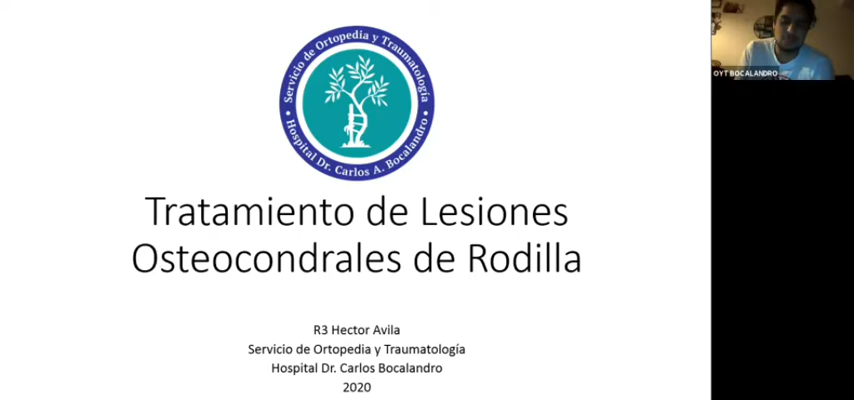 Servicio de Ortopedia y Traumatología
Hospital Dr. Carlos A. Bocalandro
OYT BOCALANDRO
Tratamiento de Lesiones
Osteocondrales de Rodilla
R3 Hector Avila
Servicio de Ortopedia y Traumatología
Hospital Dr. Carlos Bocalandro
2020